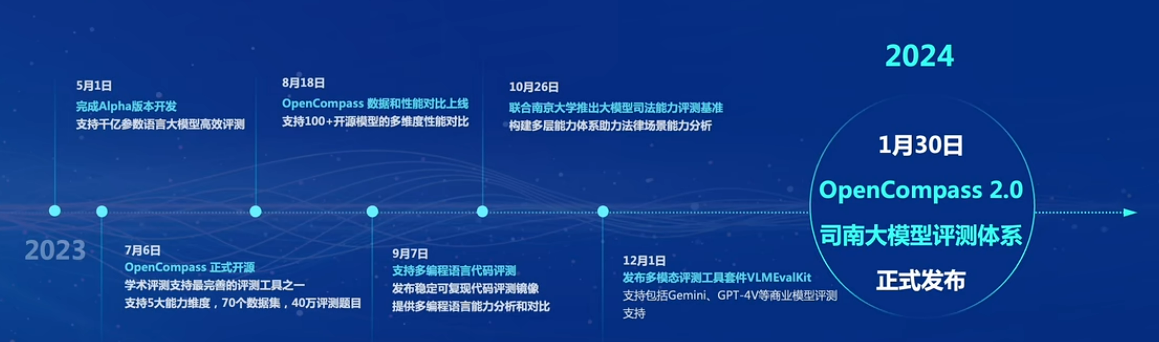 2023
5月1日
完成Alpha版本开发
支持千亿参数语言大模型高效评测
7月6日
OpenCompass 正式开源
学术评测支持最完善的评测工具之一
支持5大能力维度，70个数据集，40万评测题目
8月18日
OpenCompass 数据和性能对比上线
支持100+开源模型的多维度性能对比
9月7日
支持多编程语言代码评测
发布稳定可复现代码评测镜像
提供多编程语言能力分析和对比
10月26日
联合南京大学推出大模型司法能力评测基准
构建多层能力体系助力法律场景能力分析
12月1日
发布多模态评测工具套件VLMEvalKit
支持包括Gemini、GPT-4V等商业模型评测
支持
2024
1月30日
OpenCompass 2.0
司南大模型评测体系
正式发布